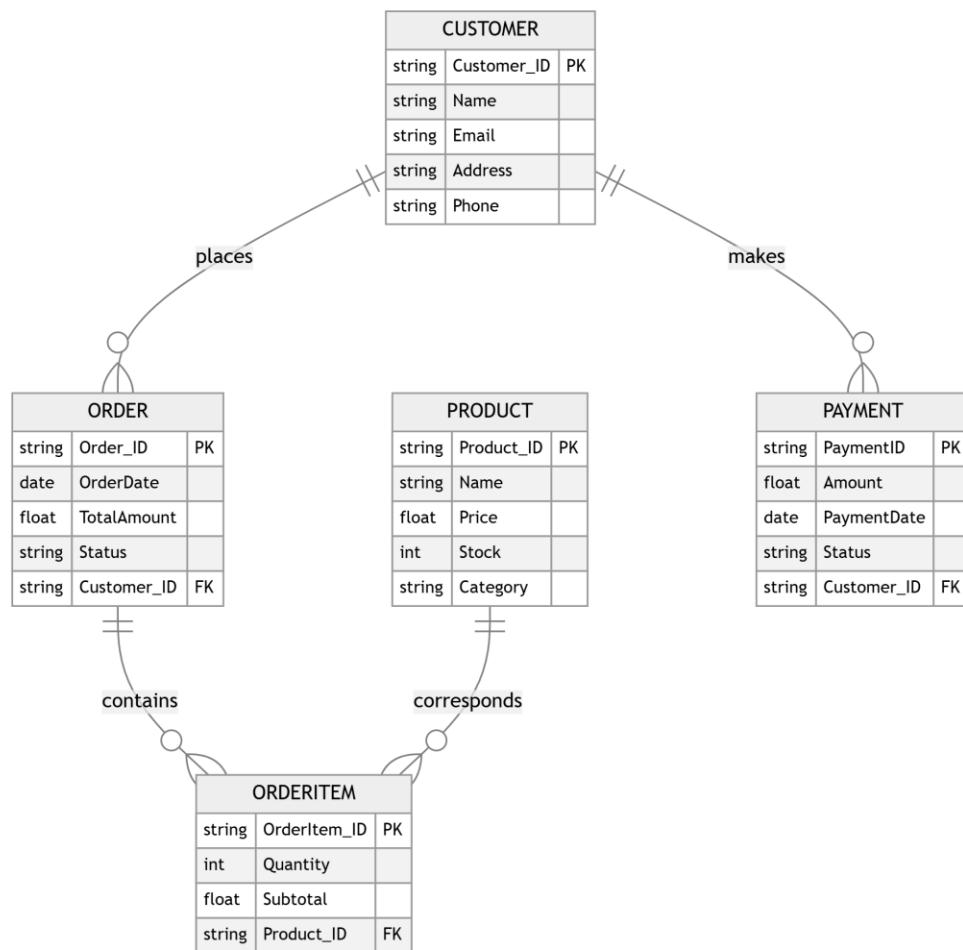 CUSTOMER
string Customer_ID PK
string Name
string Email
string Address
string Phone
places
makes
ORDER
string Order_ID PK
date OrderDate
float TotalAmount
string Status
string Customer_ID FK
PRODUCT
string Product_ID PK
string Name
float Price
int Stock
string Category
PAYMENT
string PaymentID PK
float Amount
date PaymentDate
string Status
string Customer_ID FK
contains
corresponds
ORDERITEM
string OrderItem_ID PK
int Quantity
float Subtotal
string Product_ID FK